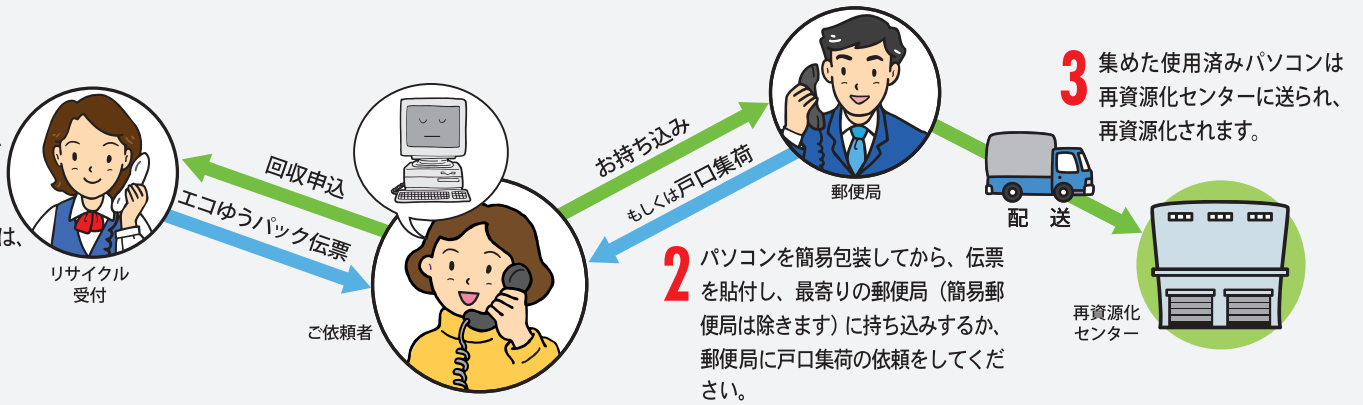 は、
リサイクル
受付
回収申込
エコゆうパック伝票
ご依頼者
お持ち込み
もしくは戸口集荷
郵便局
2
パソコンを簡易包装してから、伝票
を貼付し、最寄りの郵便局（簡易郵
便局は除きます）に持ち込みするか、
郵便局に戸口集荷の依頼をしてくだ
さい。
3
集めた使用済みパソコンは
再資源化センターに送られ、
再資源化されます。
配 送
再資源化
センター